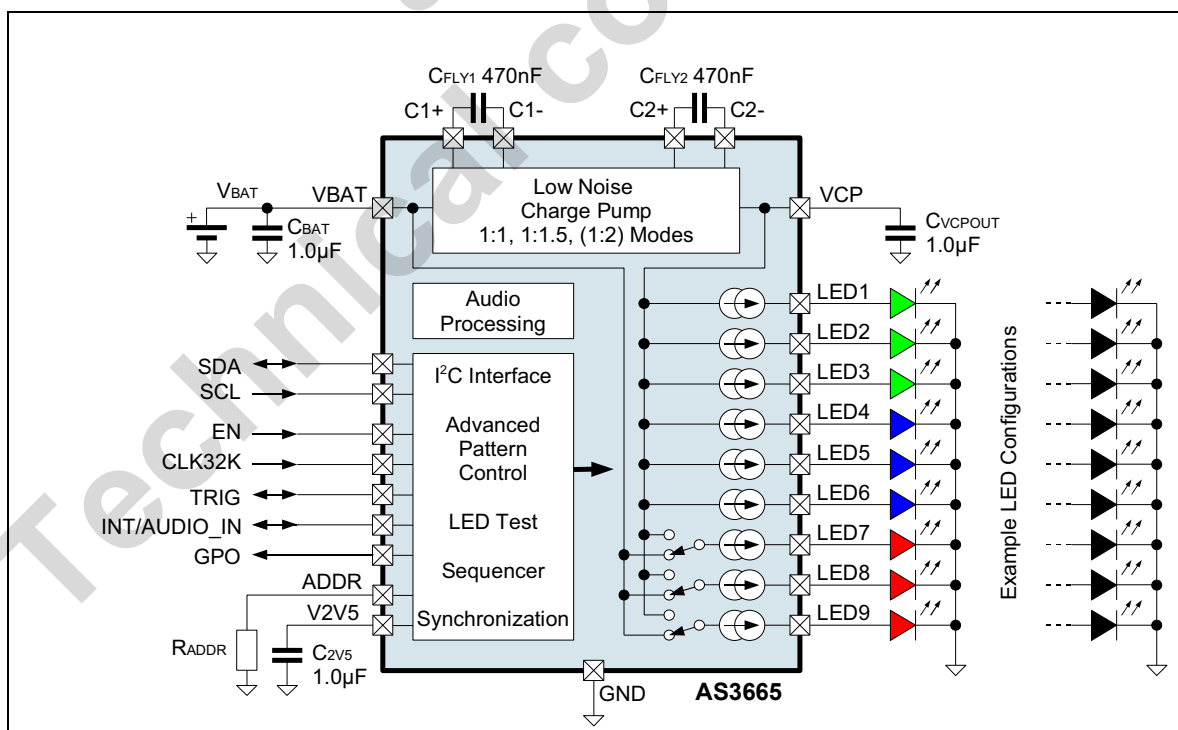 CFLY1 470nF
CFLY2 470nF
C1+
C1-
C2+
C2-
VBAT
VBAT
Low Noise
Charge Pump
1:1, 1:1.5, (1:2) Modes
VCP
CBAT
1.0µF
CVCPOUT
1.0µF
Audio
Processing
LED1
LED2
LED3
LED4
LED5
LED6
LED7
LED8
LED9
Example LED Configurations
SDA
SCL
EN
CLK32K
TRIG
INT/AUDIO_IN
GPO
ADDR
V2V5
I²C Interface
Advanced
Pattern
Control
LED Test
Sequencer
Synchronization
RADDR
C2V5
1.0µF
GND
AS3665
Technical co